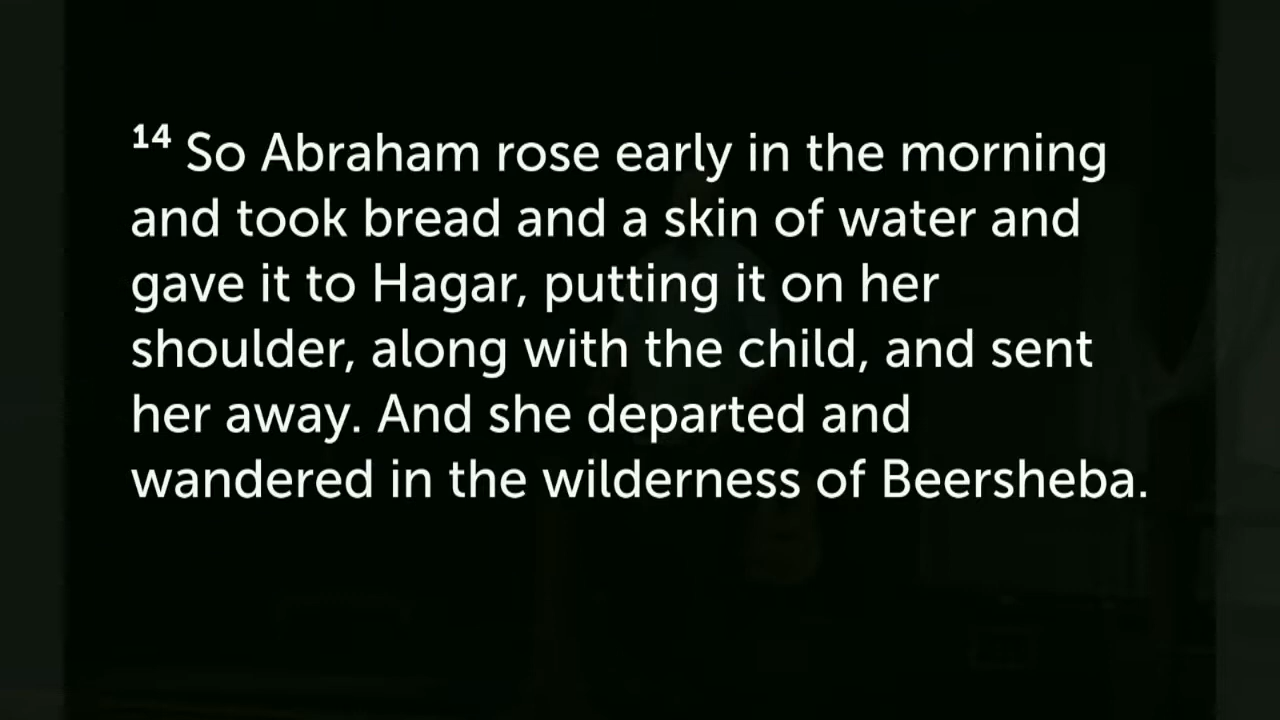 14 So Abraham rose early in the morning
and took bread and a skin of water and
gave it to Hagar, putting it on her
shoulder, along with the child, and sent
her away. And she departed and
wandered in the wilderness of Beersheba.